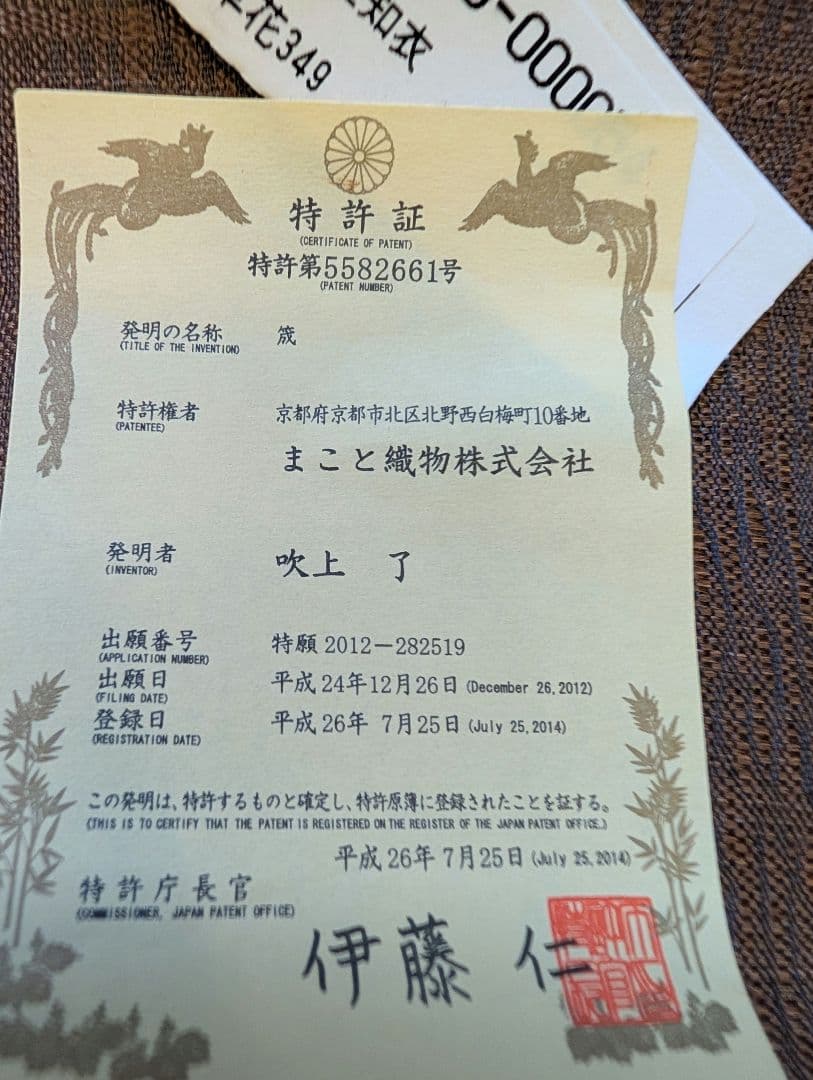 知衣
-0000
花349
特許証
(CERTIFICATE OF PATENT)
特許第5582661号
(PATENT NUMBER)
発明の名称 筬
(TITLE OF THE INVENTION)
特許権者 京都府京都市北区北野西白梅町10番地
(PATENTEE)
まこと織物株式会社
発明者 吹上 了
(INVENTOR)
出願番号 特願2012-282519
(APPLICATION NUMBER)
出願日 平成24年12月26日(December 26,2012)
(FILING DATE)
登録日 平成26年 7月25日(July 25,2014)
(REGISTRATION DATE)
この発明は、特許するものと確定し、特許原簿に登録されたことを証する。
(THIS IS TO CERTIFY THAT THE PATENT IS REGISTERED ON THE REGISTER OF THE JAPAN PATENT OFFICE.)
平成26年 7月25日(July 25,2014)
特許庁長官
(COMMISSIONER, JAPAN PATENT OFFICE)
伊藤 仁